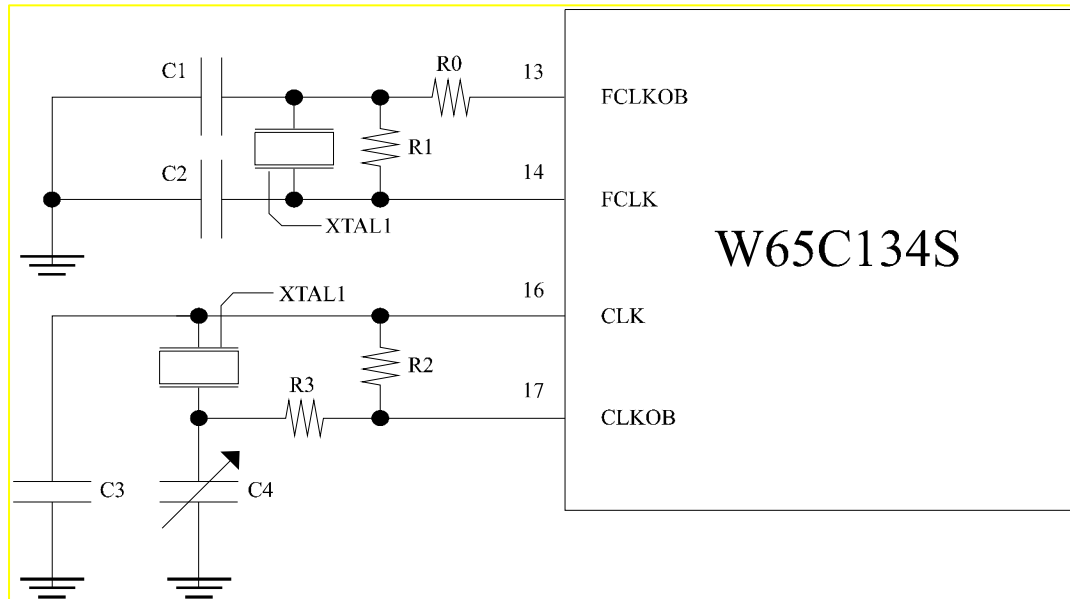 C1
R0
13
FCLKOB
R1
C2
14
FCLK
XTAL1
W65C134S
XTAL1
16
CLK
R2
R3
17
CLKOB
C3
C4